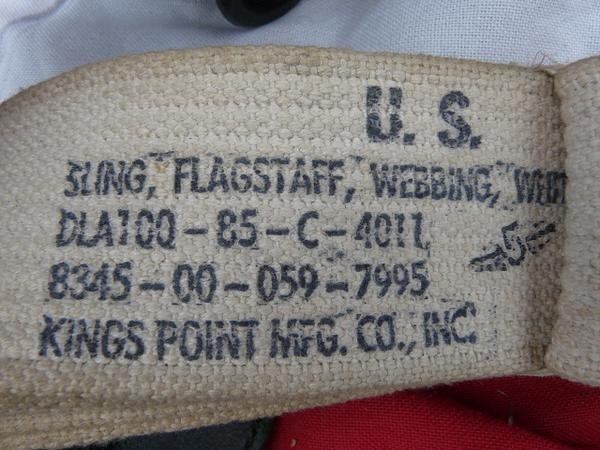 U. S.
SLING, FLAGSTAFF, WEBBING,
DLA100-85-C-4011
8345-00-059-7995
KINGS POINT MFG. CO., INC.